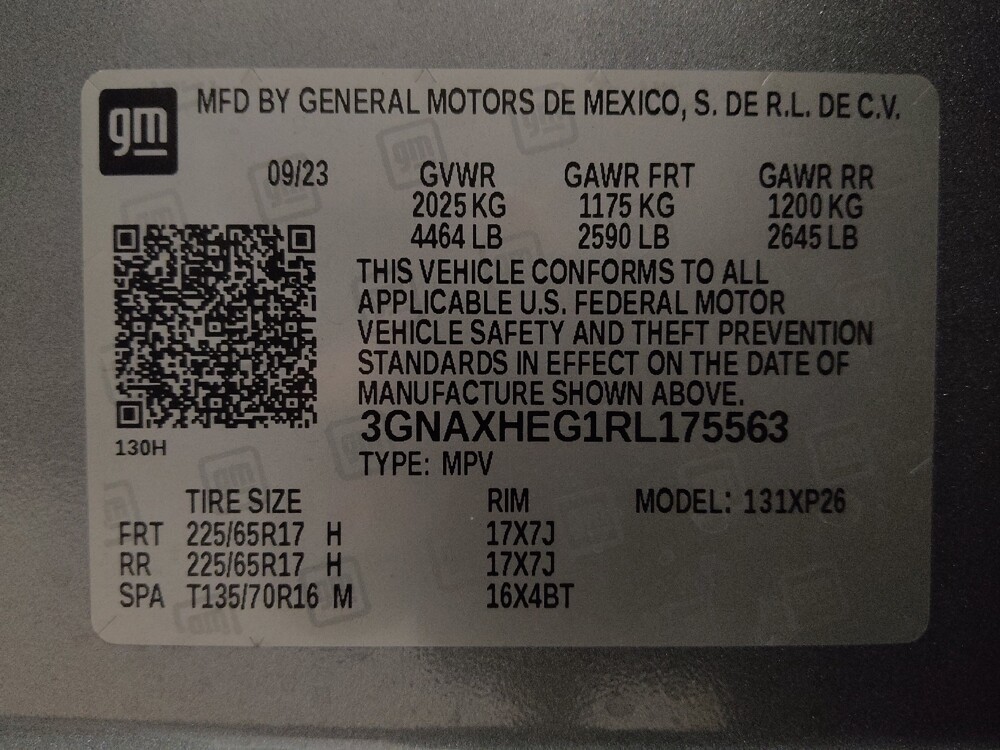 gm MFD BY GENERAL MOTORS DE MEXICO, S. DE R.L. DE C.V.
09/23 GVWR GAWR FRT GAWR RR
2025 KG 1175 KG 1200 KG
4464 LB 2590 LB 2645 LB
THIS VEHICLE CONFORMS TO ALL
APPLICABLE U.S. FEDERAL MOTOR
VEHICLE SAFETY AND THEFT PREVENTION
STANDARDS IN EFFECT ON THE DATE OF
MANUFACTURE SHOWN ABOVE.
3GNAXHEG1RL175563
130H
TYPE: MPV
TIRE SIZE RIM MODEL: 131XP26
FRT 225/65R17 H 17X7J
RR 225/65R17 H 17X7J
SPA T135/70R16 M 16X4BT